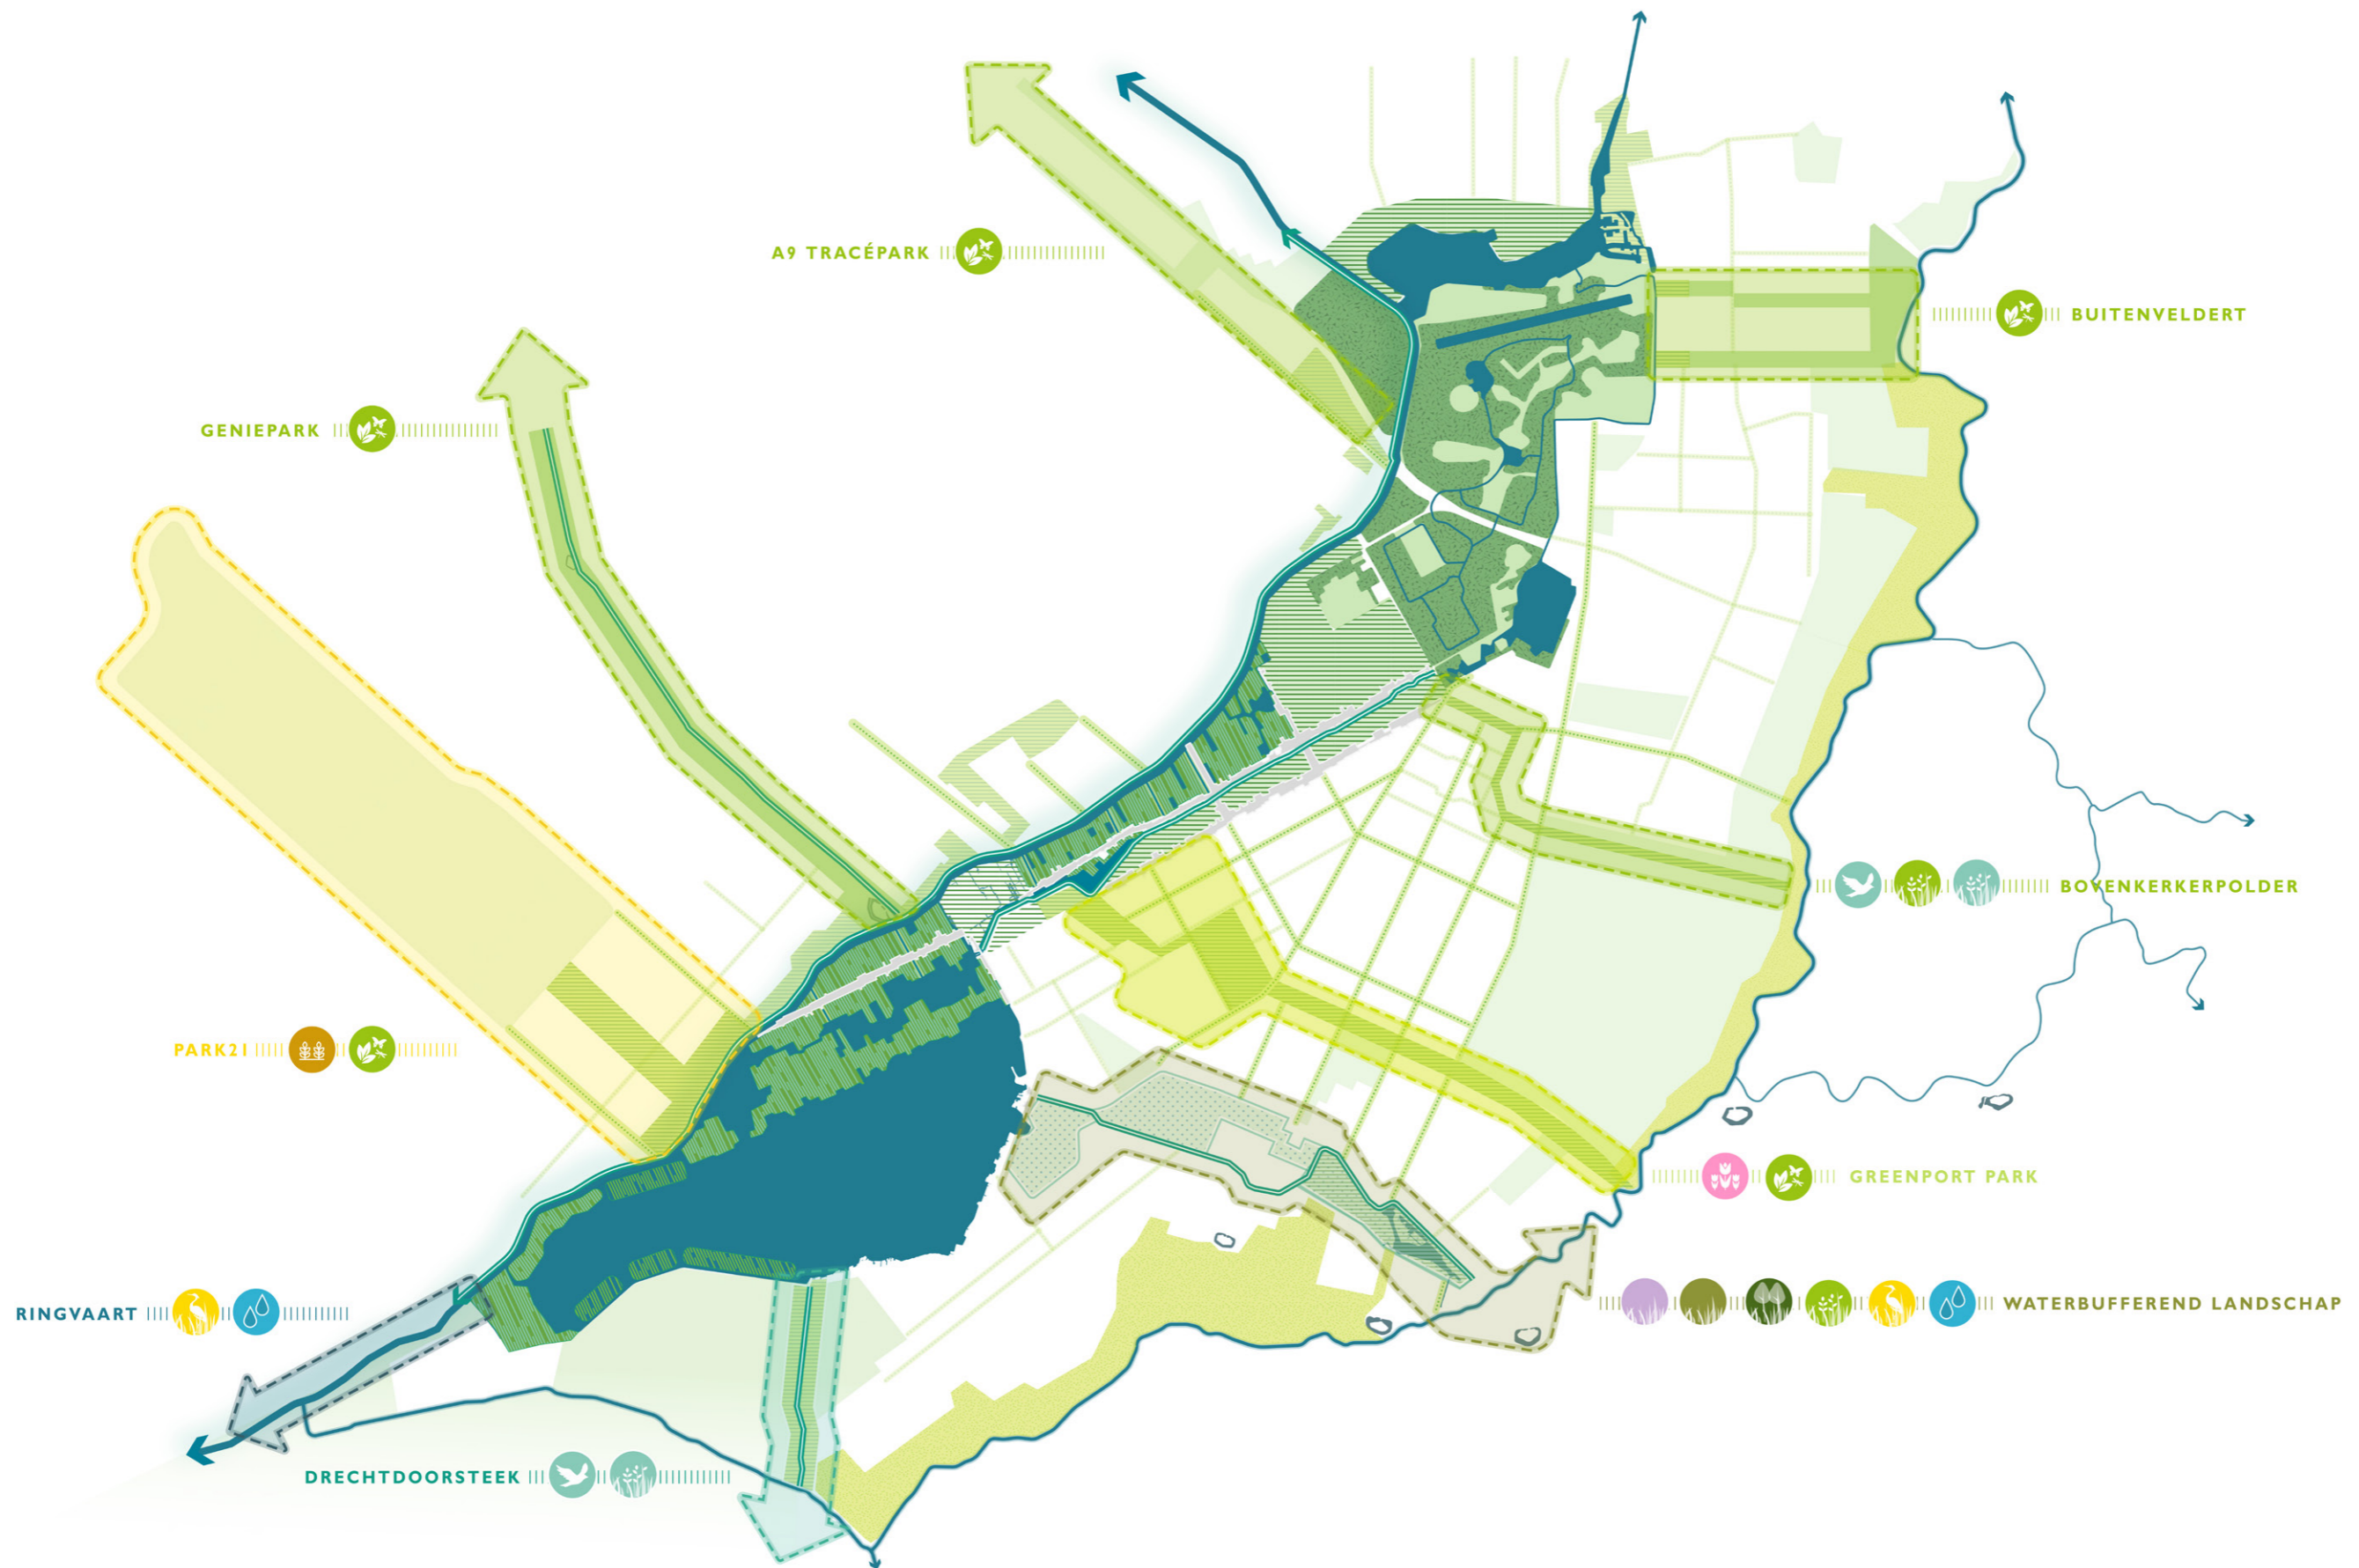 A9 TRACÉPARK
BUITENVELDERT
GENIEPARK
BOVENKERKERPOLDER
PARK21
GREENPORT PARK
RINGVAART
WATERBUFFEREND LANDSCHAP
DRECHTDOORSTEEK